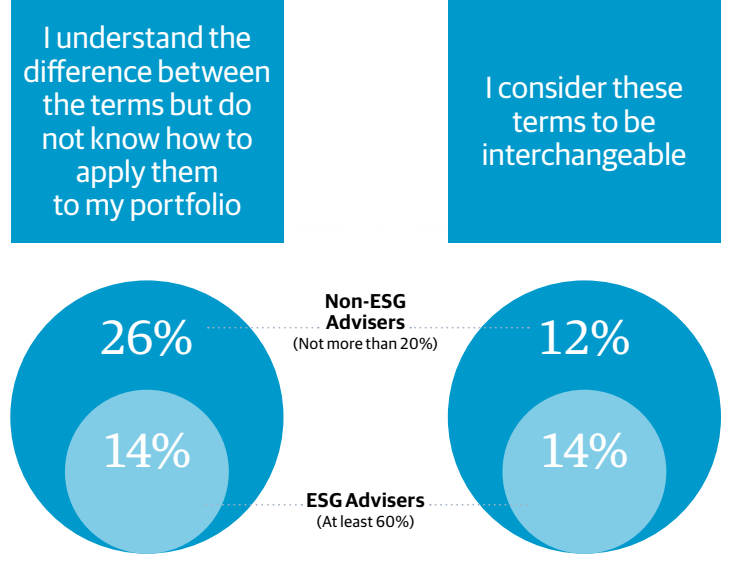 I understand the
difference between
the terms but do
not know how to
apply them
to my portfolio
I consider these
terms to be
interchangeable
Non-ESG
Advisers
(Not more than 20%)
26%
12%
14%
14%
ESG Advisers
(At least 60%)